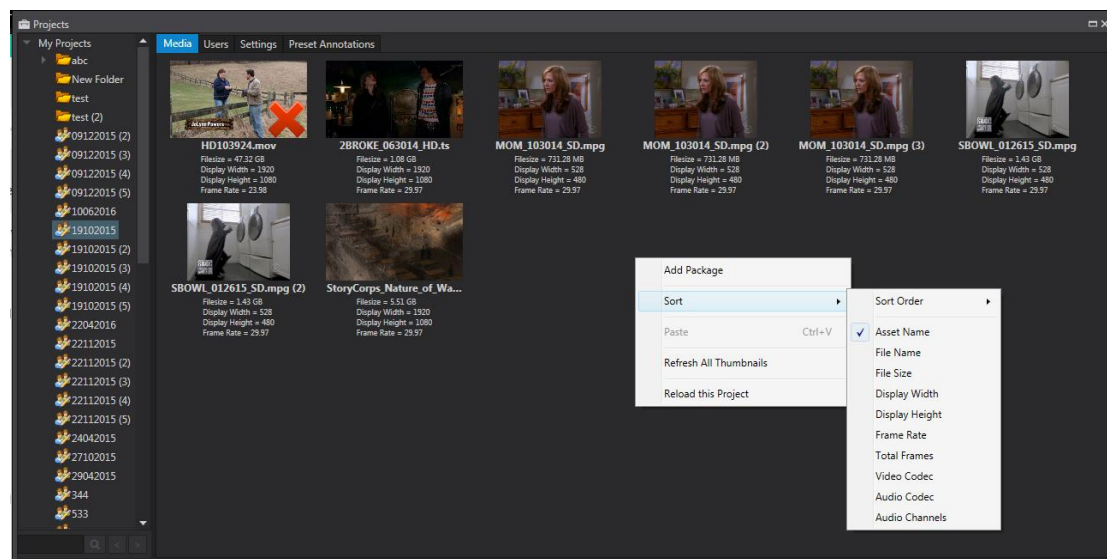 Projects
My Projects
abc
New Folder
test
test (2)
09122015 (2)
09122015 (3)
09122015 (4)
09122015 (5)
10062016
19102015
19102015 (2)
19102015 (3)
19102015 (4)
19102015 (5)
22042016
22112015
22112015 (2)
22112015 (3)
22112015 (4)
22112015 (5)
24042015
27102015
29042015
344
533
Media Users Settings Preset Annotations
JoLynn Powers
HD103924.mov
Filesize = 47.32 GB
Display Width = 1920
Display Height = 1080
Frame Rate = 23.98
2BROKE_063014_HD.ts
Filesize = 1.08 GB
Display Width = 1920
Display Height = 1080
Frame Rate = 29.97
MOM_103014_SD.mpg
Filesize = 731.28 MB
Display Width = 528
Display Height = 480
Frame Rate = 29.97
MOM_103014_SD.mpg (2)
Filesize = 731.28 MB
Display Width = 528
Display Height = 480
Frame Rate = 29.97
MOM_103014_SD.mpg (3)
Filesize = 731.28 MB
Display Width = 528
Display Height = 480
Frame Rate = 29.97
SBOWL_012615_SD.mpg
Filesize = 1.43 GB
Display Width = 528
Display Height = 480
Frame Rate = 29.97
SBOWL_012615_SD.mpg (2)
Filesize = 1.43 GB
Display Width = 528
Display Height = 480
Frame Rate = 29.97
StoryCorps_Nature_of_Wa...
Filesize = 5.51 GB
Display Width = 1920
Display Height = 1080
Frame Rate = 29.97
Add Package
Sort
Paste Ctrl+V
Refresh All Thumbnails
Reload this Project
Sort Order
Asset Name
File Name
File Size
Display Width
Display Height
Frame Rate
Total Frames
Video Codec
Audio Codec
Audio Channels